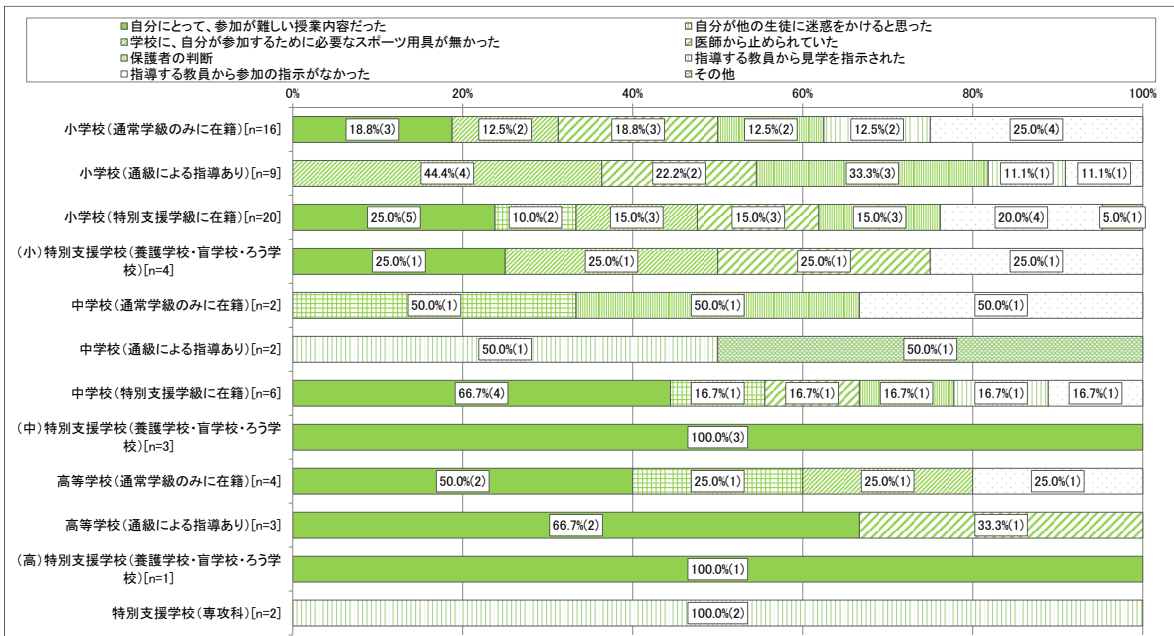 自分にとって、参加が難しい授業内容だった
自分が他の生徒に迷惑をかけると思った
学校に、自分が参加するために必要なスポーツ用具が無かった
医師から止められていた
保護者の判断
指導する教員から見学を指示された
指導する教員から参加の指示がなかった
その他
0% 20% 40% 60% 80% 100%
小学校(通常学級のみに在籍)[n=16]
18.8%(3) 12.5%(2) 18.8%(3) 12.5%(2) 12.5%(2) 25.0%(4)
小学校(通級による指導あり)[n=9]
44.4%(4) 22.2%(2) 33.3%(3) 11.1%(1) 11.1%(1)
小学校(特別支援学級に在籍)[n=20]
25.0%(5) 10.0%(2) 15.0%(3) 15.0%(3) 15.0%(3) 20.0%(4) 5.0%(1)
(小)特別支援学校(養護学校・盲学校・ろう学
校)[n=4]
25.0%(1) 25.0%(1) 25.0%(1) 25.0%(1)
中学校(通常学級のみに在籍)[n=2]
50.0%(1) 50.0%(1) 50.0%(1)
中学校(通級による指導あり)[n=2]
50.0%(1) 50.0%(1)
中学校(特別支援学級に在籍)[n=6]
66.7%(4) 16.7%(1) 16.7%(1) 16.7%(1) 16.7%(1) 16.7%(1)
(中)特別支援学校(養護学校・盲学校・ろう学
校)[n=3]
100.0%(3)
高等学校(通常学級のみに在籍)[n=4]
50.0%(2) 25.0%(1) 25.0%(1) 25.0%(1)
高等学校(通級による指導あり)[n=3]
66.7%(2) 33.3%(1)
(高)特別支援学校(養護学校・盲学校・ろう学
校)[n=1]
100.0%(1)
特別支援学校(専攻科)[n=2]
100.0%(2)